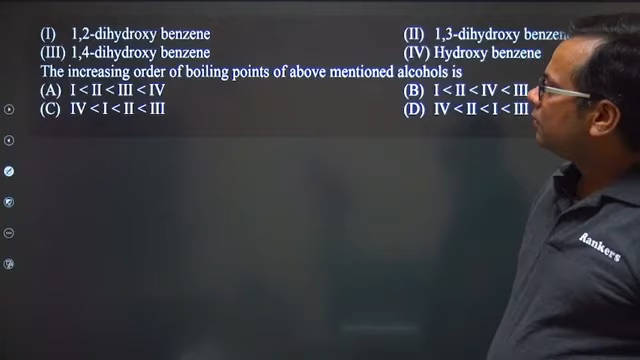 (I) 1,2-dihydroxy benzene (II) 1,3-dihydroxy
(III) 1,4-dihydroxy benzene (IV) Hydroxy benzene
The increasing order of boiling points of above mentioned alcohols is
(A) I < II < III < IV (B) I < II < IV < III
(C) IV < I < II < III (D) IV < II < I < III
Rankers